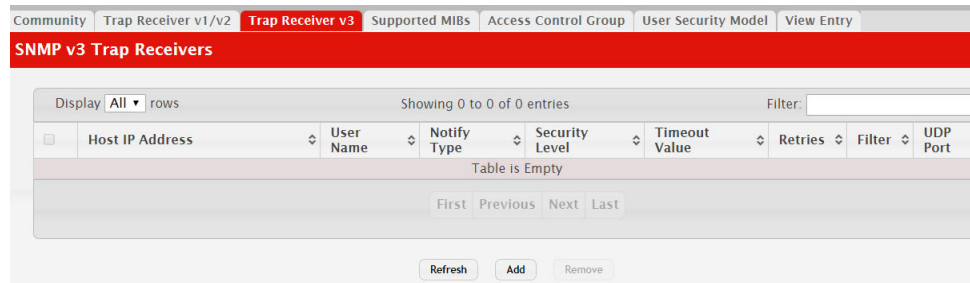 Community Trap Receiver v1/v2 Trap Receiver v3 Supported MIBs Access Control Group User Security Model View Entry
SNMP v3 Trap Receivers
Display All rows Showing 0 to 0 of 0 entries Filter:
Host IP Address User Name Notify Type Security Level Timeout Value Retries Filter UDP Port
Table is Empty
First Previous Next Last
Refresh Add Remove